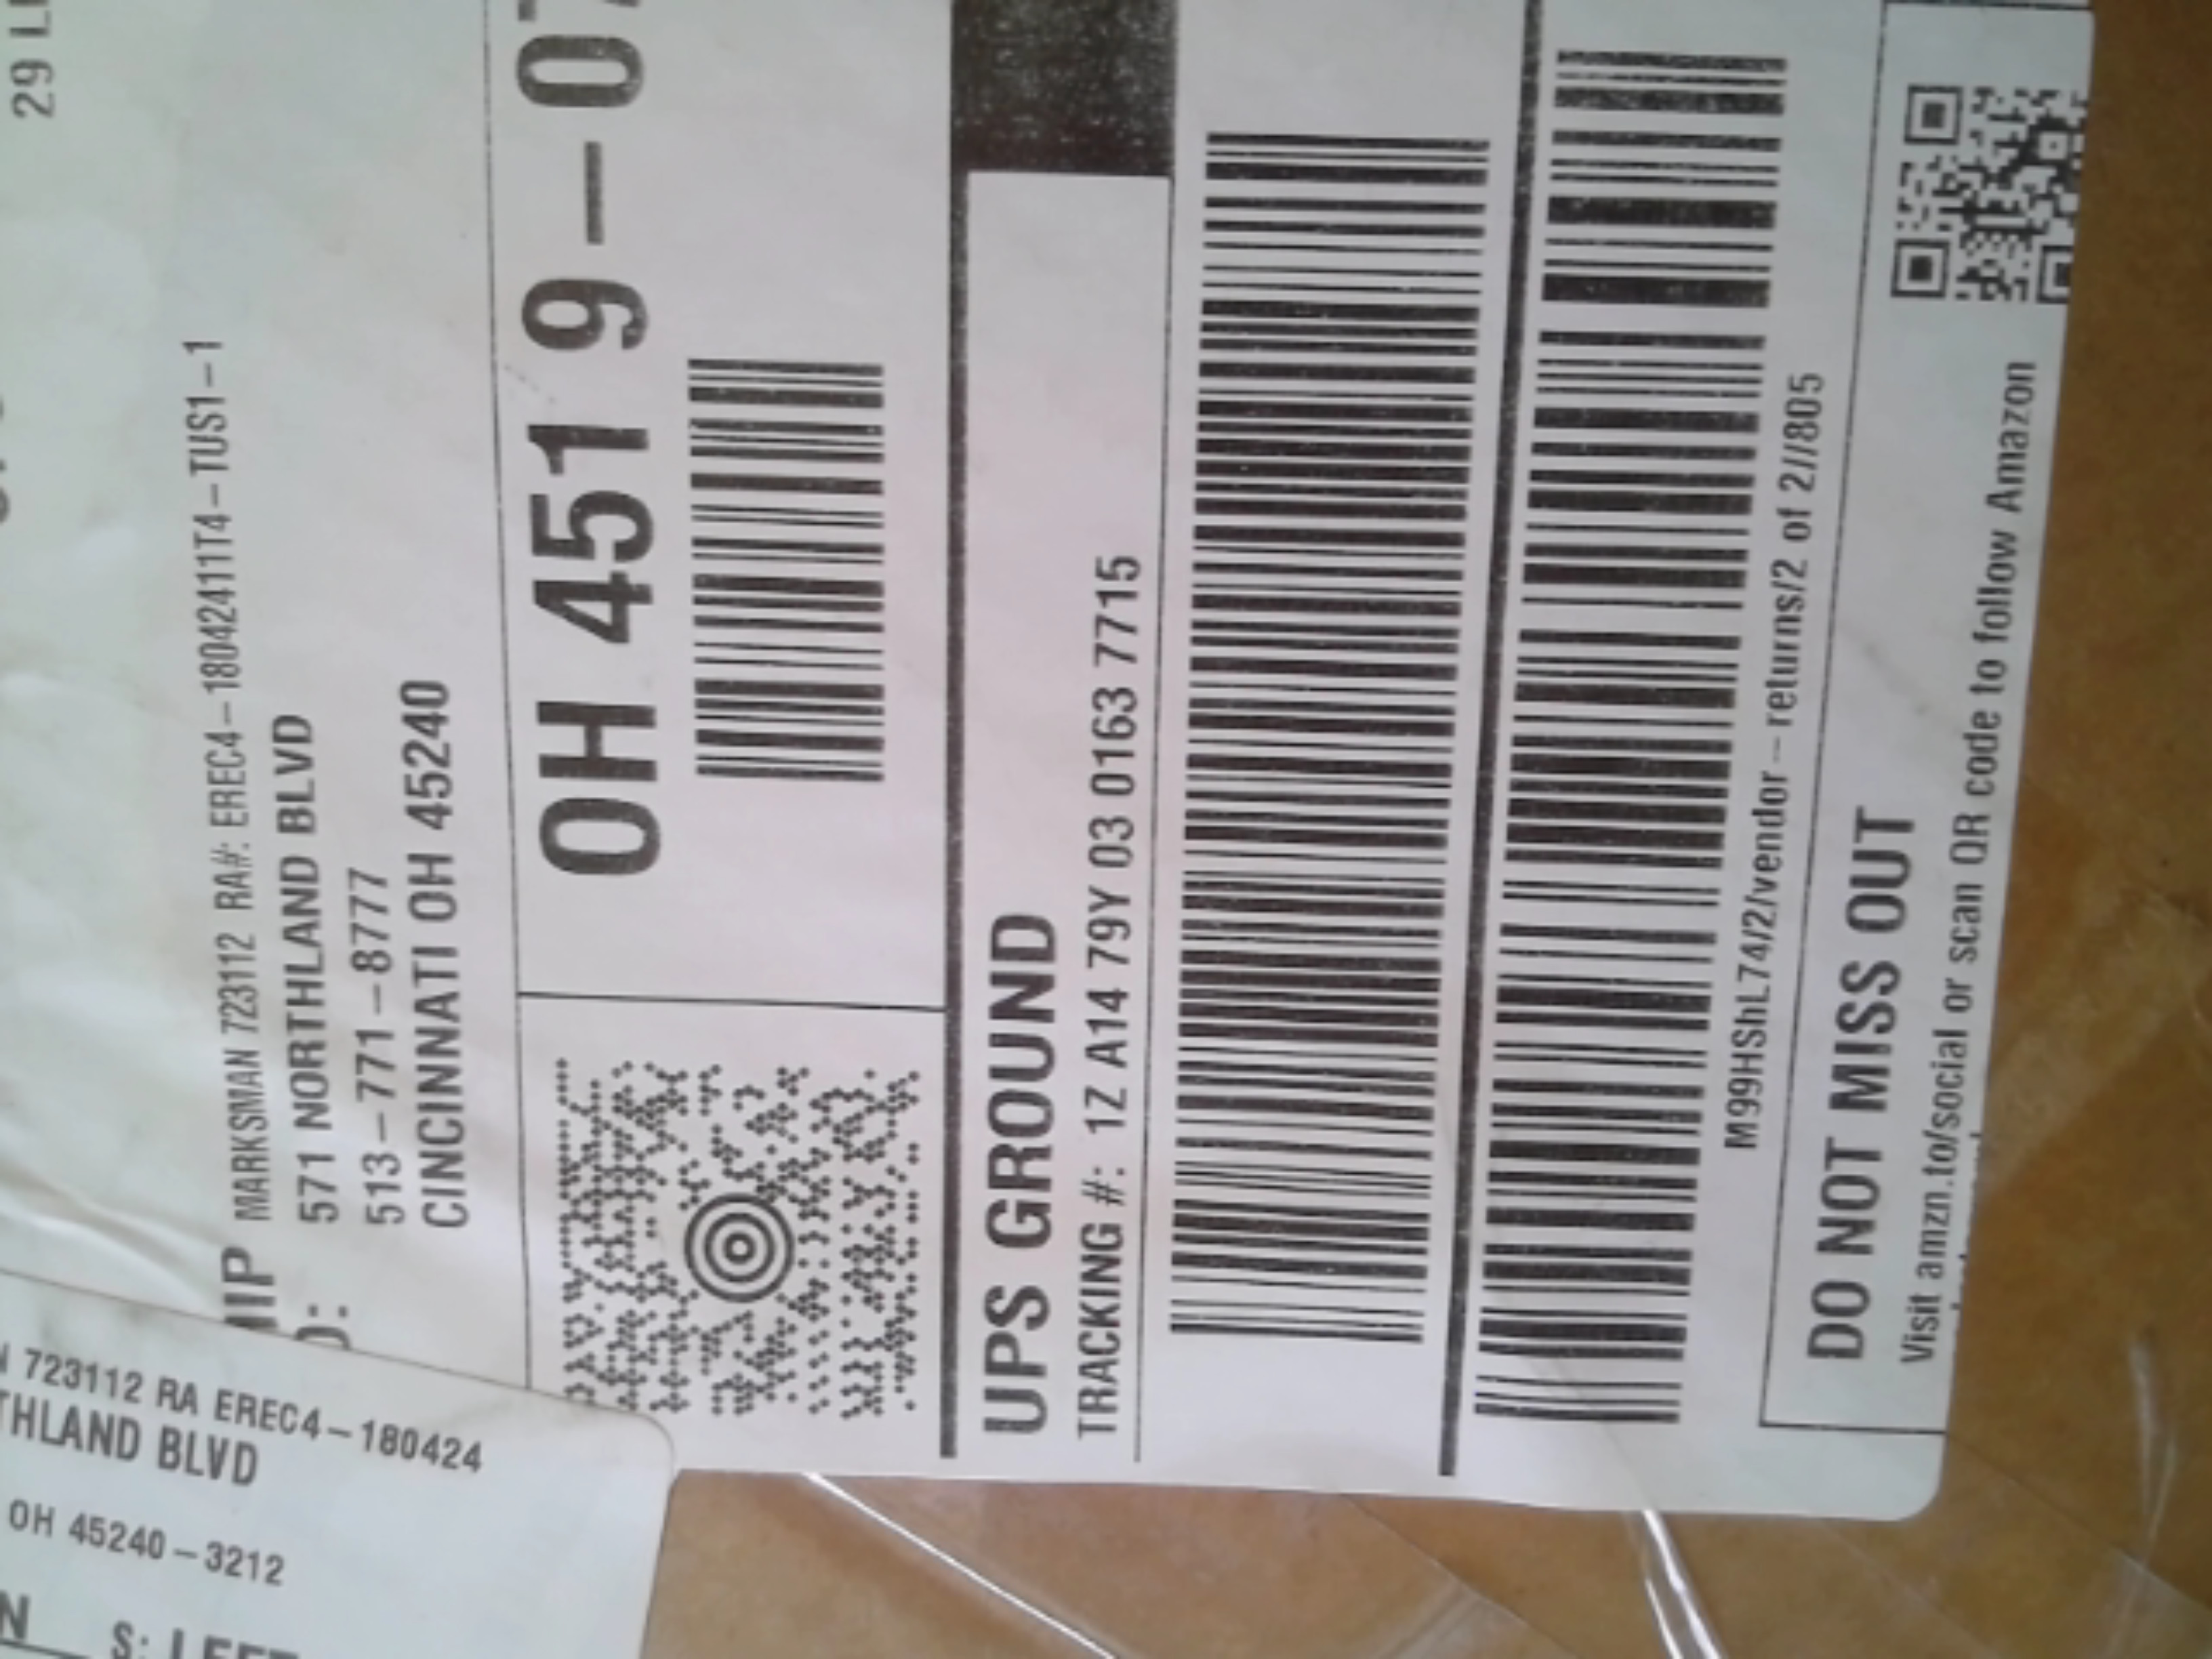 29
MARKSMAN 723112 RA#: EREC4-18042411T4-TUS1-1
571 NORTHLAND BLVD
513-771-8777
CINCINNATI OH 45240
OH 451 9-0
UPS GROUND
TRACKING #: 1Z A14 79Y 03 0163 7715
M99HShL74/2/vendor-returns/2 of 2//805
DO NOT MISS OUT
Visit amzn.to/social or scan QR code to follow Amazon
723112 RA EREC4-180424
THLAND BLVD
OH 45240-3212